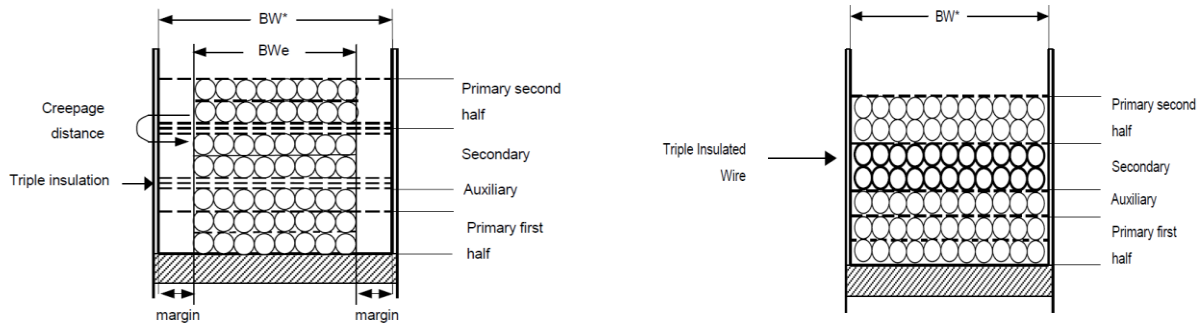 BW*
BWe
Creepage
distance
Triple insulation
Primary second
half
Secondary
Auxiliary
Primary first
half
margin
margin
BW*
Triple Insulated
Wire
Primary second
half
Secondary
Auxiliary
Primary first
half